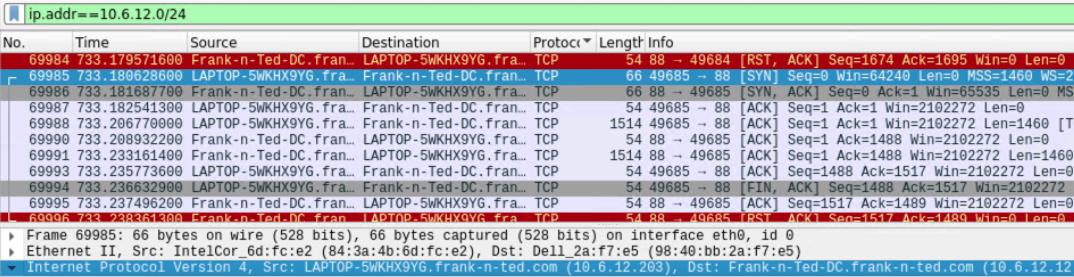 ip.addr==10.6.12.0/24
No. Time Source Destination Protoc Length Info
69984 733.179571600 Frank-n-Ted-DC.fran… LAPTOP-5WKHX9YG.fra… TCP 54 88 → 49684 [RST, ACK] Seq=1674 Ack=1695 Win=0 Len=0
69985 733.180628600 LAPTOP-5WKHX9YG.fra… Frank-n-Ted-DC.fran… TCP 66 49685 → 88 [SYN] Seq=0 Win=64240 Len=0 MSS=1460 WS=2
69986 733.181687700 Frank-n-Ted-DC.fran… LAPTOP-5WKHX9YG.fra… TCP 66 88 → 49685 [SYN, ACK] Seq=0 Ack=1 Win=65535 Len=0 MS
69987 733.182541300 LAPTOP-5WKHX9YG.fra… Frank-n-Ted-DC.fran… TCP 54 49685 → 88 [ACK] Seq=1 Ack=1 Win=2102272 Len=0
69988 733.206770000 LAPTOP-5WKHX9YG.fra… Frank-n-Ted-DC.fran… TCP 1514 49685 → 88 [ACK] Seq=1 Ack=1 Win=2102272 Len=1460 [T
69990 733.208932200 Frank-n-Ted-DC.fran… LAPTOP-5WKHX9YG.fra… TCP 54 88 → 49685 [ACK] Seq=1 Ack=1488 Win=2102272 Len=0
69991 733.233161400 Frank-n-Ted-DC.fran… LAPTOP-5WKHX9YG.fra… TCP 1514 88 → 49685 [ACK] Seq=1 Ack=1488 Win=2102272 Len=1460
69993 733.235773600 LAPTOP-5WKHX9YG.fra… Frank-n-Ted-DC.fran… TCP 54 49685 → 88 [ACK] Seq=1488 Ack=1517 Win=2102272 Len=0
69994 733.236632900 LAPTOP-5WKHX9YG.fra… Frank-n-Ted-DC.fran… TCP 54 49685 → 88 [FIN, ACK] Seq=1488 Ack=1517 Win=2102272
69995 733.237496200 Frank-n-Ted-DC.fran… LAPTOP-5WKHX9YG.fra… TCP 54 88 → 49685 [ACK] Seq=1517 Ack=1489 Win=2102272 Len=0
69996 733.238361300 Frank-n-Ted-DC.fran… LAPTOP-5WKHX9YG.fra… TCP 54 88 → 49685 [RST, ACK] Seq=1517 Ack=1489 Win=0 Len=0
Frame 69985: 66 bytes on wire (528 bits), 66 bytes captured (528 bits) on interface eth0, id 0
Ethernet II, Src: IntelCor_6d:fc:e2 (84:3a:4b:6d:fc:e2), Dst: Dell_2a:f7:e5 (98:40:bb:2a:f7:e5)
Internet Protocol Version 4, Src: LAPTOP-5WKHX9YG.frank-n-ted.com (10.6.12.203), Dst: Frank-n-Ted-DC.frank-n-ted.com (10.6.12.12